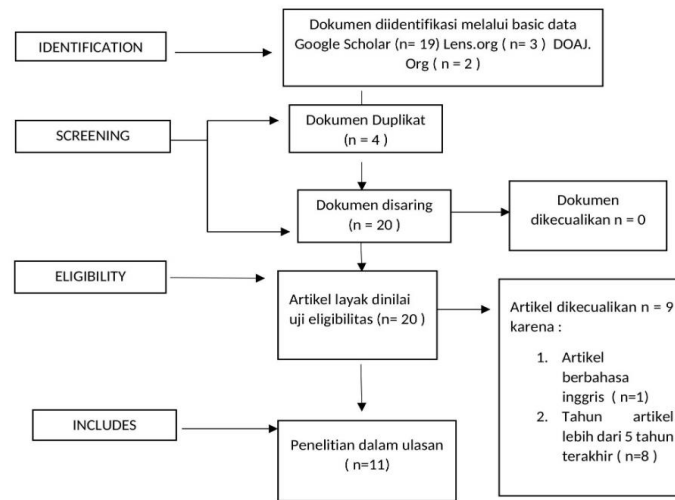 IDENTIFICATION
Dokumen diidentifikasi melalui basic data
Google Scholar (n= 19) Lens.org ( n= 3 ) DOAJ.
Org ( n = 2 )
SCREENING
Dokumen Duplikat
(n = 4 )
Dokumen disaring
(n = 20 )
Dokumen
dikecualikan n = 0
ELIGIBILITY
Artikel layak dinilai
uji eligibilitas (n= 20 )
Artikel dikecualikan n = 9
karena :
1. Artikel
berbahasa
inggris ( n=1)
2. Tahun artikel
lebih dari 5 tahun
terakhir ( n=8 )
INCLUDES
Penelitian dalam ulasan
( n=11)